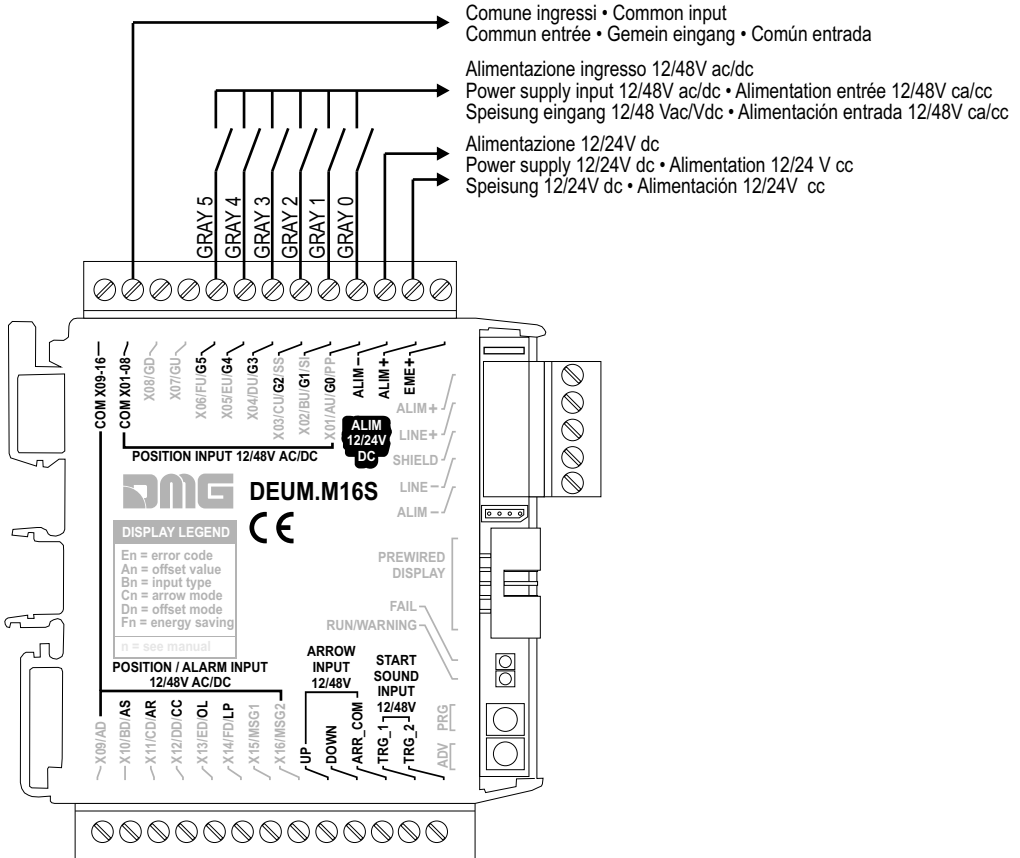 Comune ingressi • Common input
Commun entrée • Gemein eingang • Común entrada
Alimentazione ingresso 12/48V ac/dc
Power supply input 12/48V ac/dc • Alimentation entrée 12/48V ca/cc
Speisung eingang 12/48 Vac/Vdc • Alimentación entrada 12/48V ca/cc
Alimentazione 12/24V dc
Power supply 12/24V dc • Alimentation 12/24 V cc
Speisung 12/24V dc • Alimentación 12/24V cc
GRAY 5
GRAY 4
GRAY 3
GRAY 2
GRAY 1
GRAY 0
COM X09-16
COM X01-08
X08/GD
X07/GU
X06/FU/G5
X05/EU/G4
X04/DU/G3
X03/CU/G2/SS
X02/BU/G1/SI
X01/AU/G0/PP
ALIM-
ALIM+
EME+
POSITION INPUT 12/48V AC/DC
ALIM
12/24V
DC
ALIM+
LINE+
SHIELD
LINE-
ALIM-
DMG
DEUM.M16S
CE
DISPLAY LEGEND
En = error code
An = offset value
Bn = input type
Cn = arrow mode
Dn = offset mode
Fn = energy saving
n = see manual
PREWIRED
DISPLAY
FAIL
RUN/WARNING
POSITION / ALARM INPUT
12/48V AC/DC
ARROW
INPUT
12/48V
START
SOUND
INPUT
12/48V
X09/AD
X10/BD/AS
X11/CD/AR
X12/DD/CC
X13/ED/OL
X14/FD/LP
X15/MSG1
X16/MSG2
UP
DOWN
ARR_COM
TRG_1
TRG_2
PRG
ADV